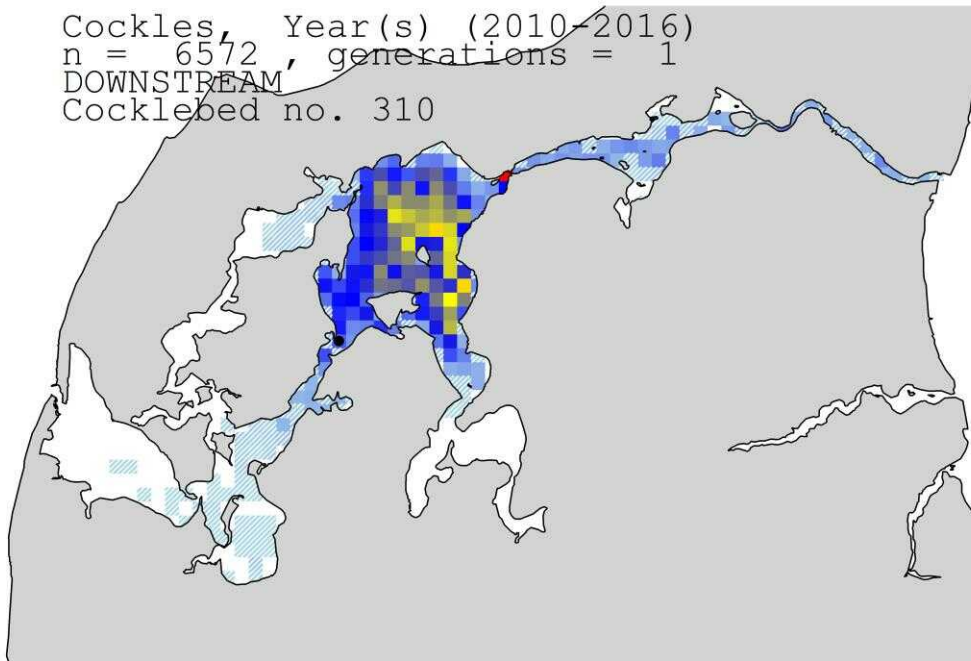 Cockles, Year(s) (2010-2016)
n = 6572 , generations = 1
DOWNSTREAM
Cocklebed no. 310